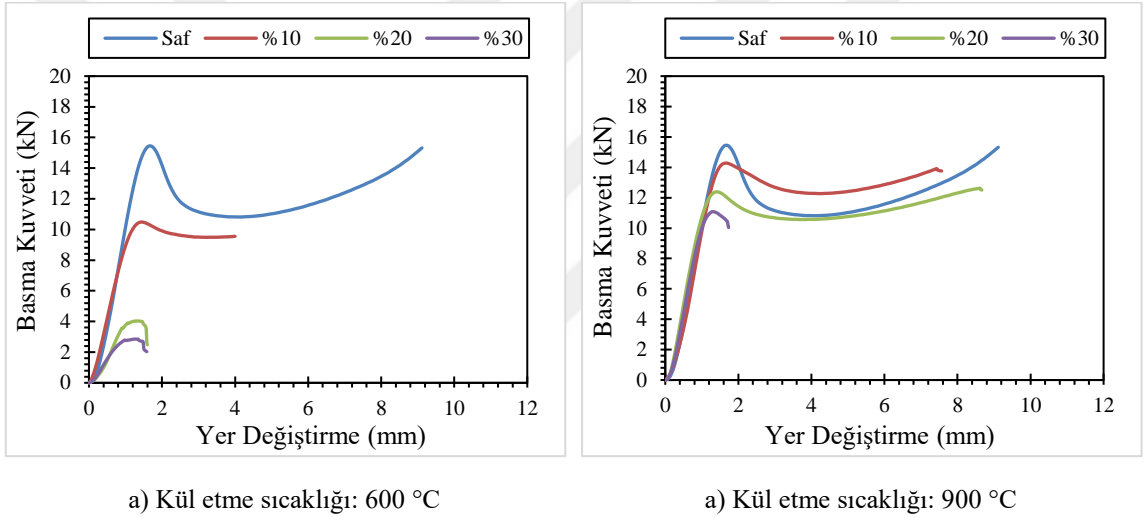 Saf %10 %20 %30
20
18
16
14
12
10
8
6
4
2
0
Basma Kuvveti (kN)
0 2 4 6 8 10 12
Yer Değiştirme (mm)
a) Kül etme sıcaklığı: 600 °C
Saf %10 %20 %30
20
18
16
14
12
10
8
6
4
2
0
Basma Kuvveti (kN)
0 2 4 6 8 10 12
Yer Değiştirme (mm)
a) Kül etme sıcaklığı: 900 °C